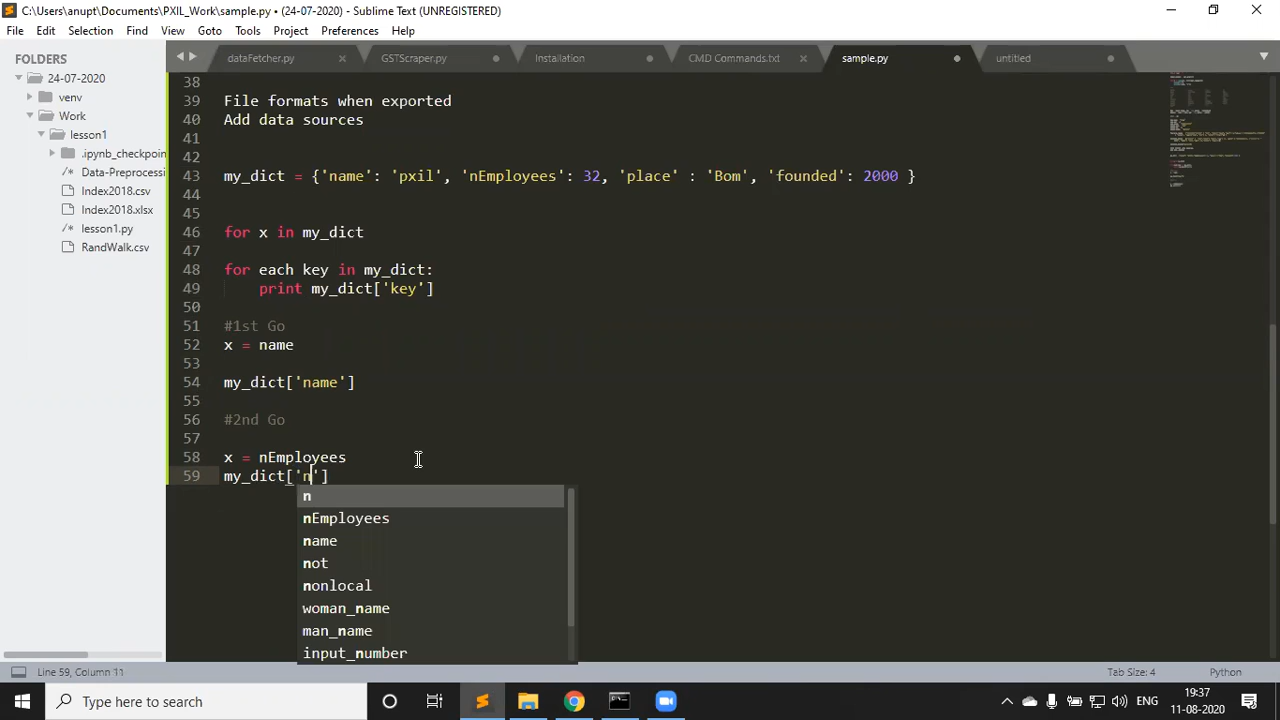 C:\Users\anupt\Documents\PXIL_Work\sample.py (24-07-2020) - Sublime Text (UNREGISTERED)
File Edit Selection Find View Goto Tools Project Preferences Help
FOLDERS
24-07-2020
venv
Work
lesson1
.ipynb_checkpoin
Data-Preprocessi
Index2018.csv
Index2018.xlsx
lesson1.py
RandWalk.csv
dataFetcher.py GSTScraper.py Installation CMD Commands.txt sample.py untitled
38
39 File formats when exported
40 Add data sources
41
42
43 my_dict = {'name': 'pxil', 'nEmployees': 32, 'place' : 'Bom', 'founded': 2000 }
44
45
46 for x in my_dict
47
48 for each key in my_dict:
49 print my_dict['key']
50
51 #1st Go
52 x = name
53
54 my_dict['name']
55
56 #2nd Go
57
58 x = nEmployees
59 my_dict['n']
n
nEmployees
name
not
nonlocal
woman_name
man_name
input_number
Line 59, Column 11 Tab Size: 4 Python
Type here to search
ENG
19:37
11-08-2020